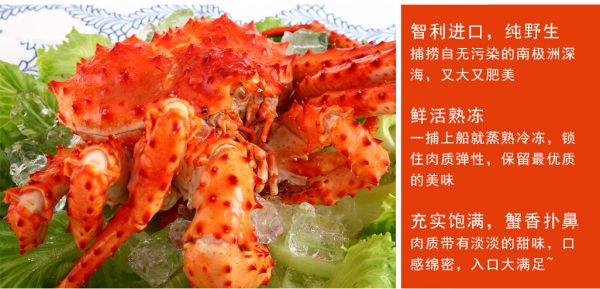 智利进口，纯野生
捕捞自无污染的南极洲深
海，又大又肥美
鲜活熟冻
一捕上船就蒸熟冷冻，锁
住肉质弹性，保留最优质
的美味
充实饱满，蟹香扑鼻
肉质带有淡淡的甜味，口
感绵密，入口大满足~